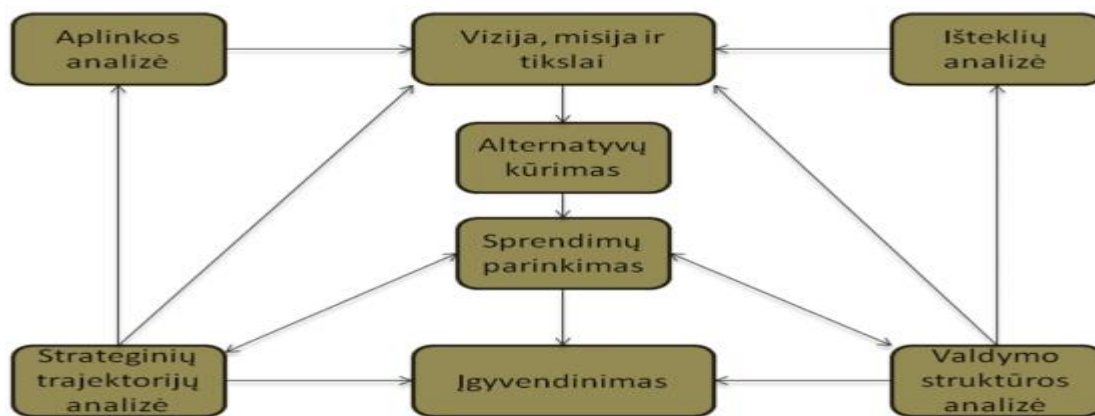 Aplinkos
analizė
Vizija, misija ir
tikslai
Išteklių
analizė
Alternatyvų
kūrimas
Sprendimų
parinkimas
Strateginių
trajektorijų
analizė
Įgyvendinimas
Valdymo
struktūros
analizė